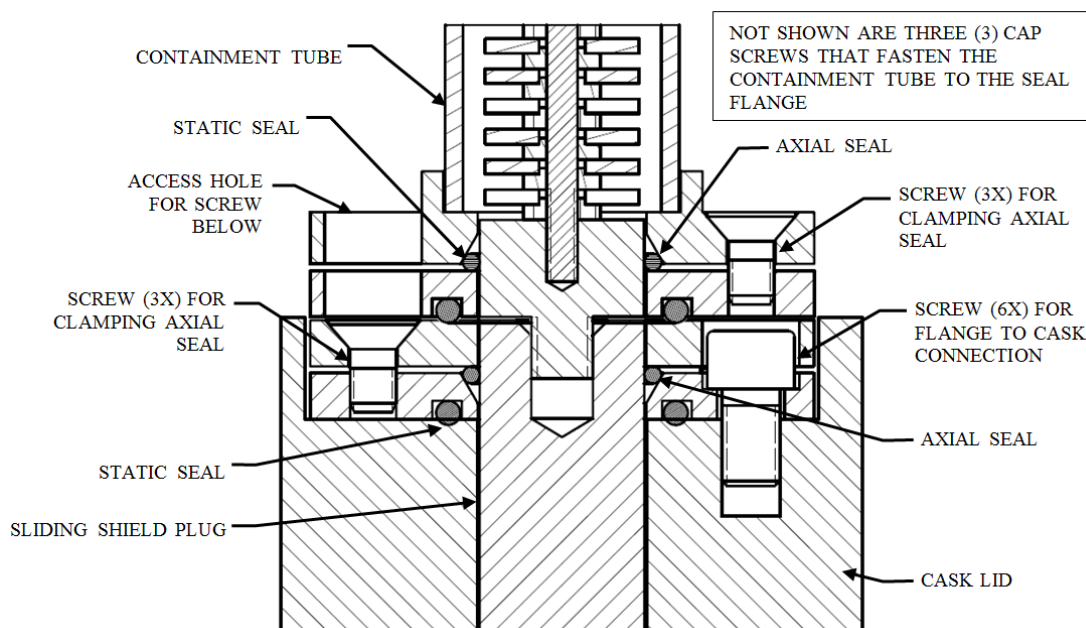 NOT SHOWN ARE THREE (3) CAP
SCREWS THAT FASTEN THE
CONTAINMENT TUBE TO THE SEAL
FLANGE
CONTAINMENT TUBE
STATIC SEAL
ACCESS HOLE
FOR SCREW
BELOW
SCREW (3X) FOR
CLAMPING AXIAL
SEAL
STATIC SEAL
SLIDING SHIELD PLUG
AXIAL SEAL
SCREW (3X) FOR
CLAMPING AXIAL
SEAL
SCREW (6X) FOR
FLANGE TO CASK
CONNECTION
AXIAL SEAL
CASK LID